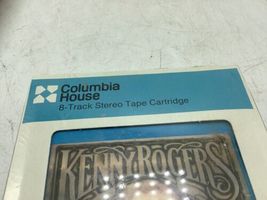 Columbia
House
8-Track Stereo Tape Cartridge
KENNY ROGERS